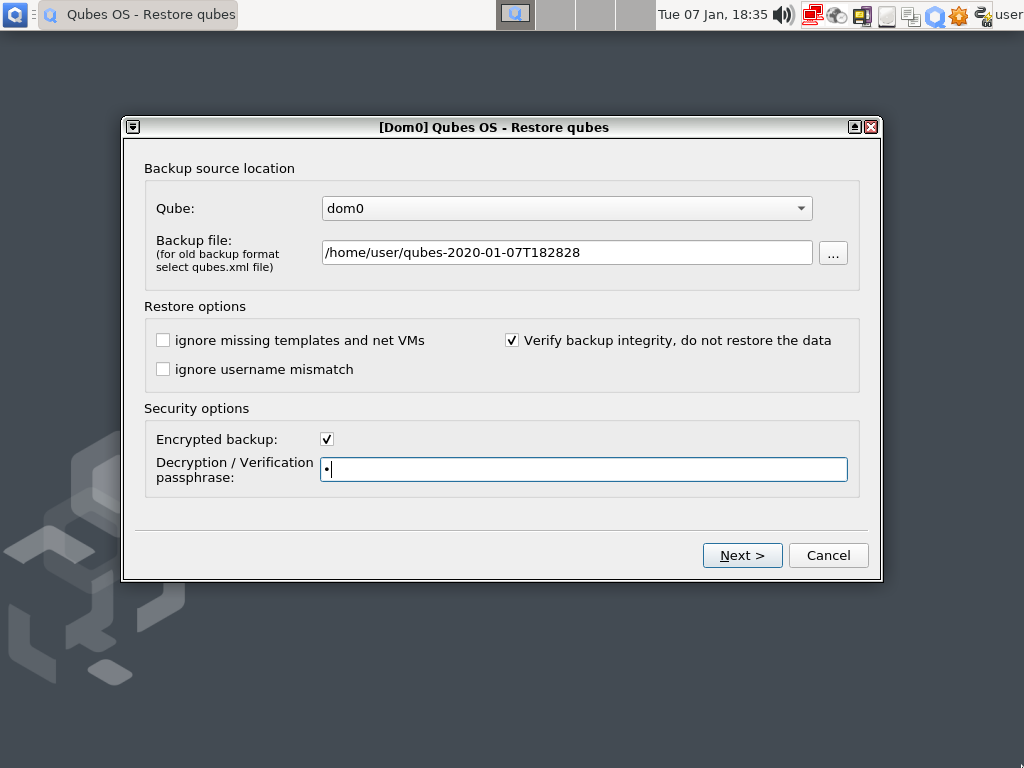 Qubes OS - Restore qubes
Tue 07 Jan, 18:35
user
[Dom0] Qubes OS - Restore qubes
Backup source location
Qube:
dom0
Backup file:
(for old backup format
select qubes.xml file)
/home/user/qubes-2020-01-07T182828
...
Restore options
ignore missing templates and net VMs
Verify backup integrity, do not restore the data
ignore username mismatch
Security options
Encrypted backup:
Decryption / Verification
passphrase:
Next >
Cancel